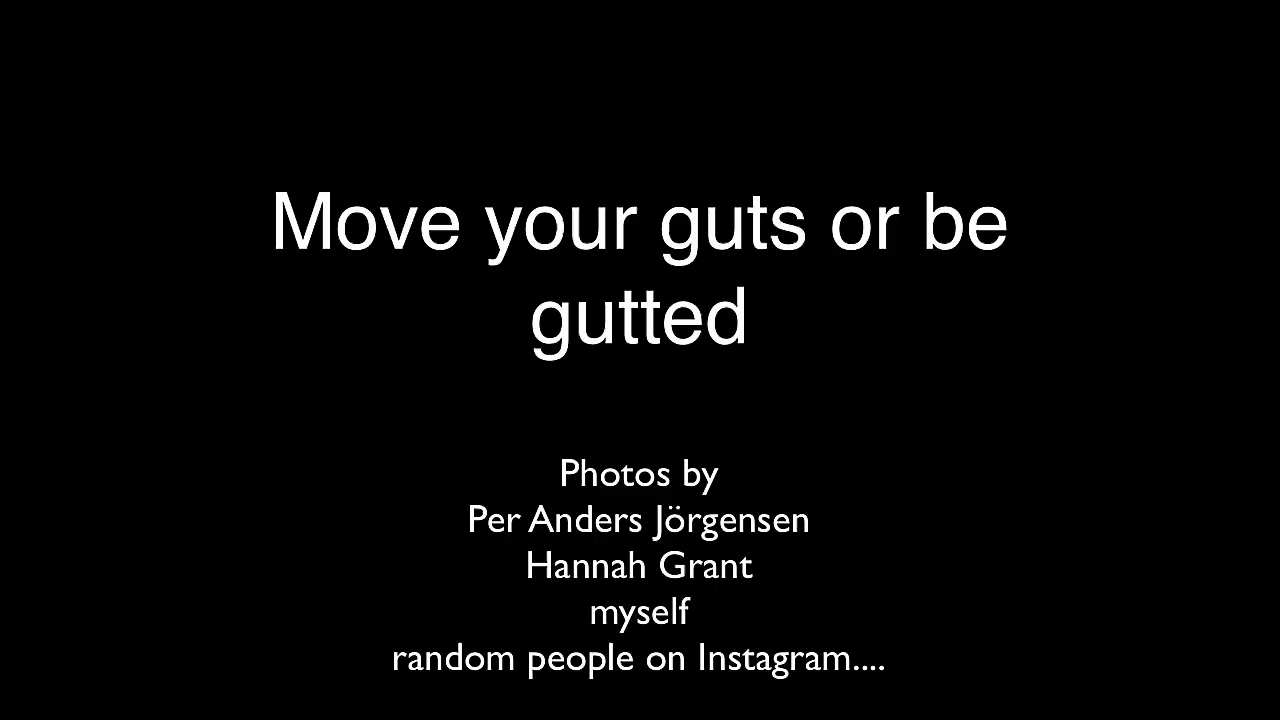 Move your guts or be
gutted
Photos by
Per Anders Jörgensen
Hannah Grant
myself
random people on Instagram....